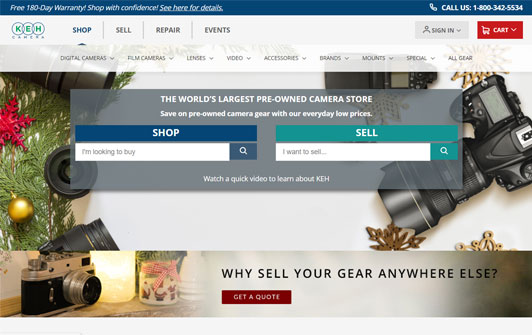 Free 180-Day Warranty! Shop with confidence! See here for details.
CALL US: 1-800-342-5534
KEH
CAMERA
SHOP SELL REPAIR EVENTS
SIGN IN CART
DIGITAL CAMERAS FILM CAMERAS LENSES VIDEO ACCESSORIES BRANDS MOUNTS SPECIAL ALL GEAR
THE WORLD'S LARGEST PRE-OWNED CAMERA STORE
Save on pre-owned camera gear with our everyday low prices.
SHOP SELL
I'm looking to buy I want to sell...
Watch a quick video to learn about KEH
WHY SELL YOUR GEAR ANYWHERE ELSE?
GET A QUOTE